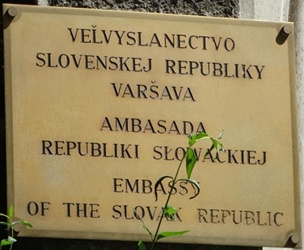 VEĽVYSLANECTVO
SLOVENSKEJ REPUBLIKY
VARŠAVA
AMBASADA
REPUBLIKI SŁOWACKIEJ
EMBASSY
OF THE SLOVAK REPUBLIC